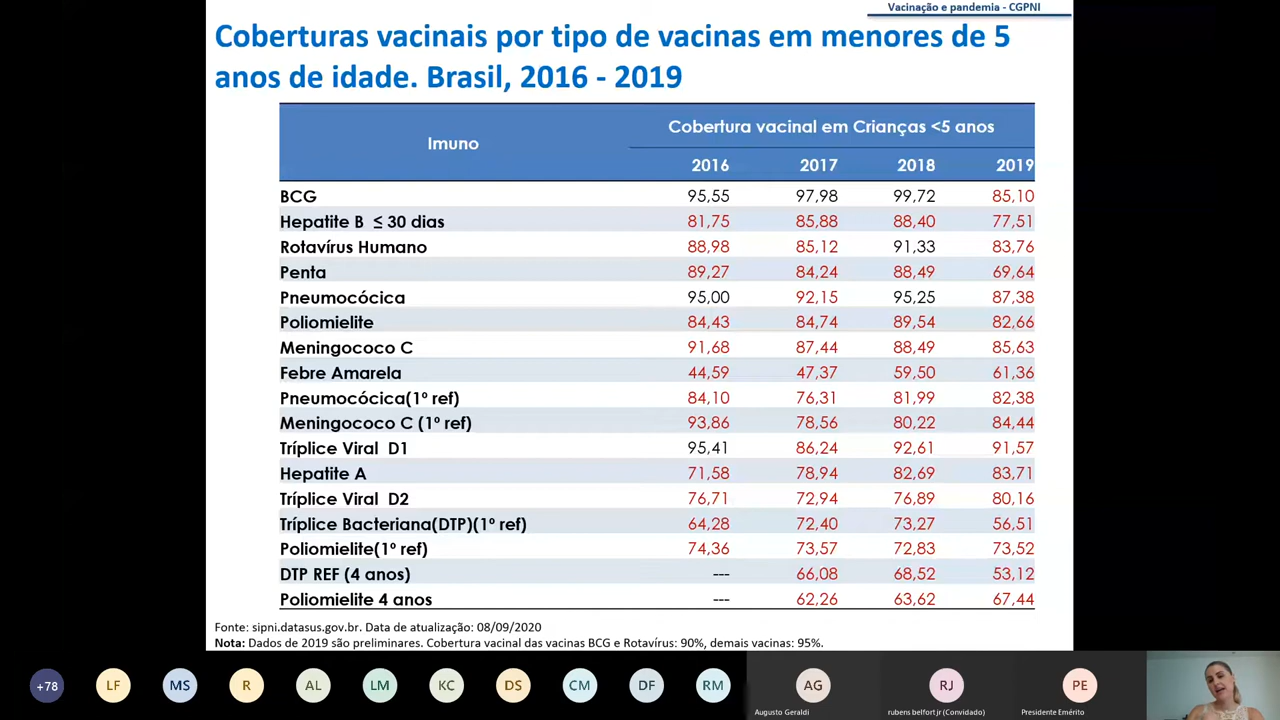 Vacinação e pandemia - CGPNI
Coberturas vacinais por tipo de vacinas em menores de 5
anos de idade. Brasil, 2016 - 2019
Imuno
Cobertura vacinal em Crianças <5 anos
2016 2017 2018 2019
BCG 95,55 97,98 99,72 85,10
Hepatite B ≤ 30 dias 81,75 85,88 88,40 77,51
Rotavírus Humano 88,98 85,12 91,33 83,76
Penta 89,27 84,24 88,49 69,64
Pneumocócica 95,00 92,15 95,25 87,38
Poliomielite 84,43 84,74 89,54 82,66
Meningococo C 91,68 87,44 88,49 85,63
Febre Amarela 44,59 47,37 59,50 61,36
Pneumocócica(1º ref) 84,10 76,31 81,99 82,38
Meningococo C (1º ref) 93,86 78,56 80,22 84,44
Tríplice Viral D1 95,41 86,24 92,61 91,57
Hepatite A 71,58 78,94 82,69 83,71
Tríplice Viral D2 76,71 72,94 76,89 80,16
Tríplice Bacteriana(DTP)(1º ref) 64,28 72,40 73,27 56,51
Poliomielite(1º ref) 74,36 73,57 72,83 73,52
DTP REF (4 anos) --- 66,08 68,52 53,12
Poliomielite 4 anos --- 62,26 63,62 67,44
Fonte: sipni.datasus.gov.br. Data de atualização: 08/09/2020
Nota: Dados de 2019 são preliminares. Cobertura vacinal das vacinas BCG e Rotavírus: 90%, demais vacinas: 95%.
+78 LF MS R AL LM KC DS CM DF RM AG RJ PE
Augusto Geraldi rubens belfort jr (Convidado) Presidente Emérito